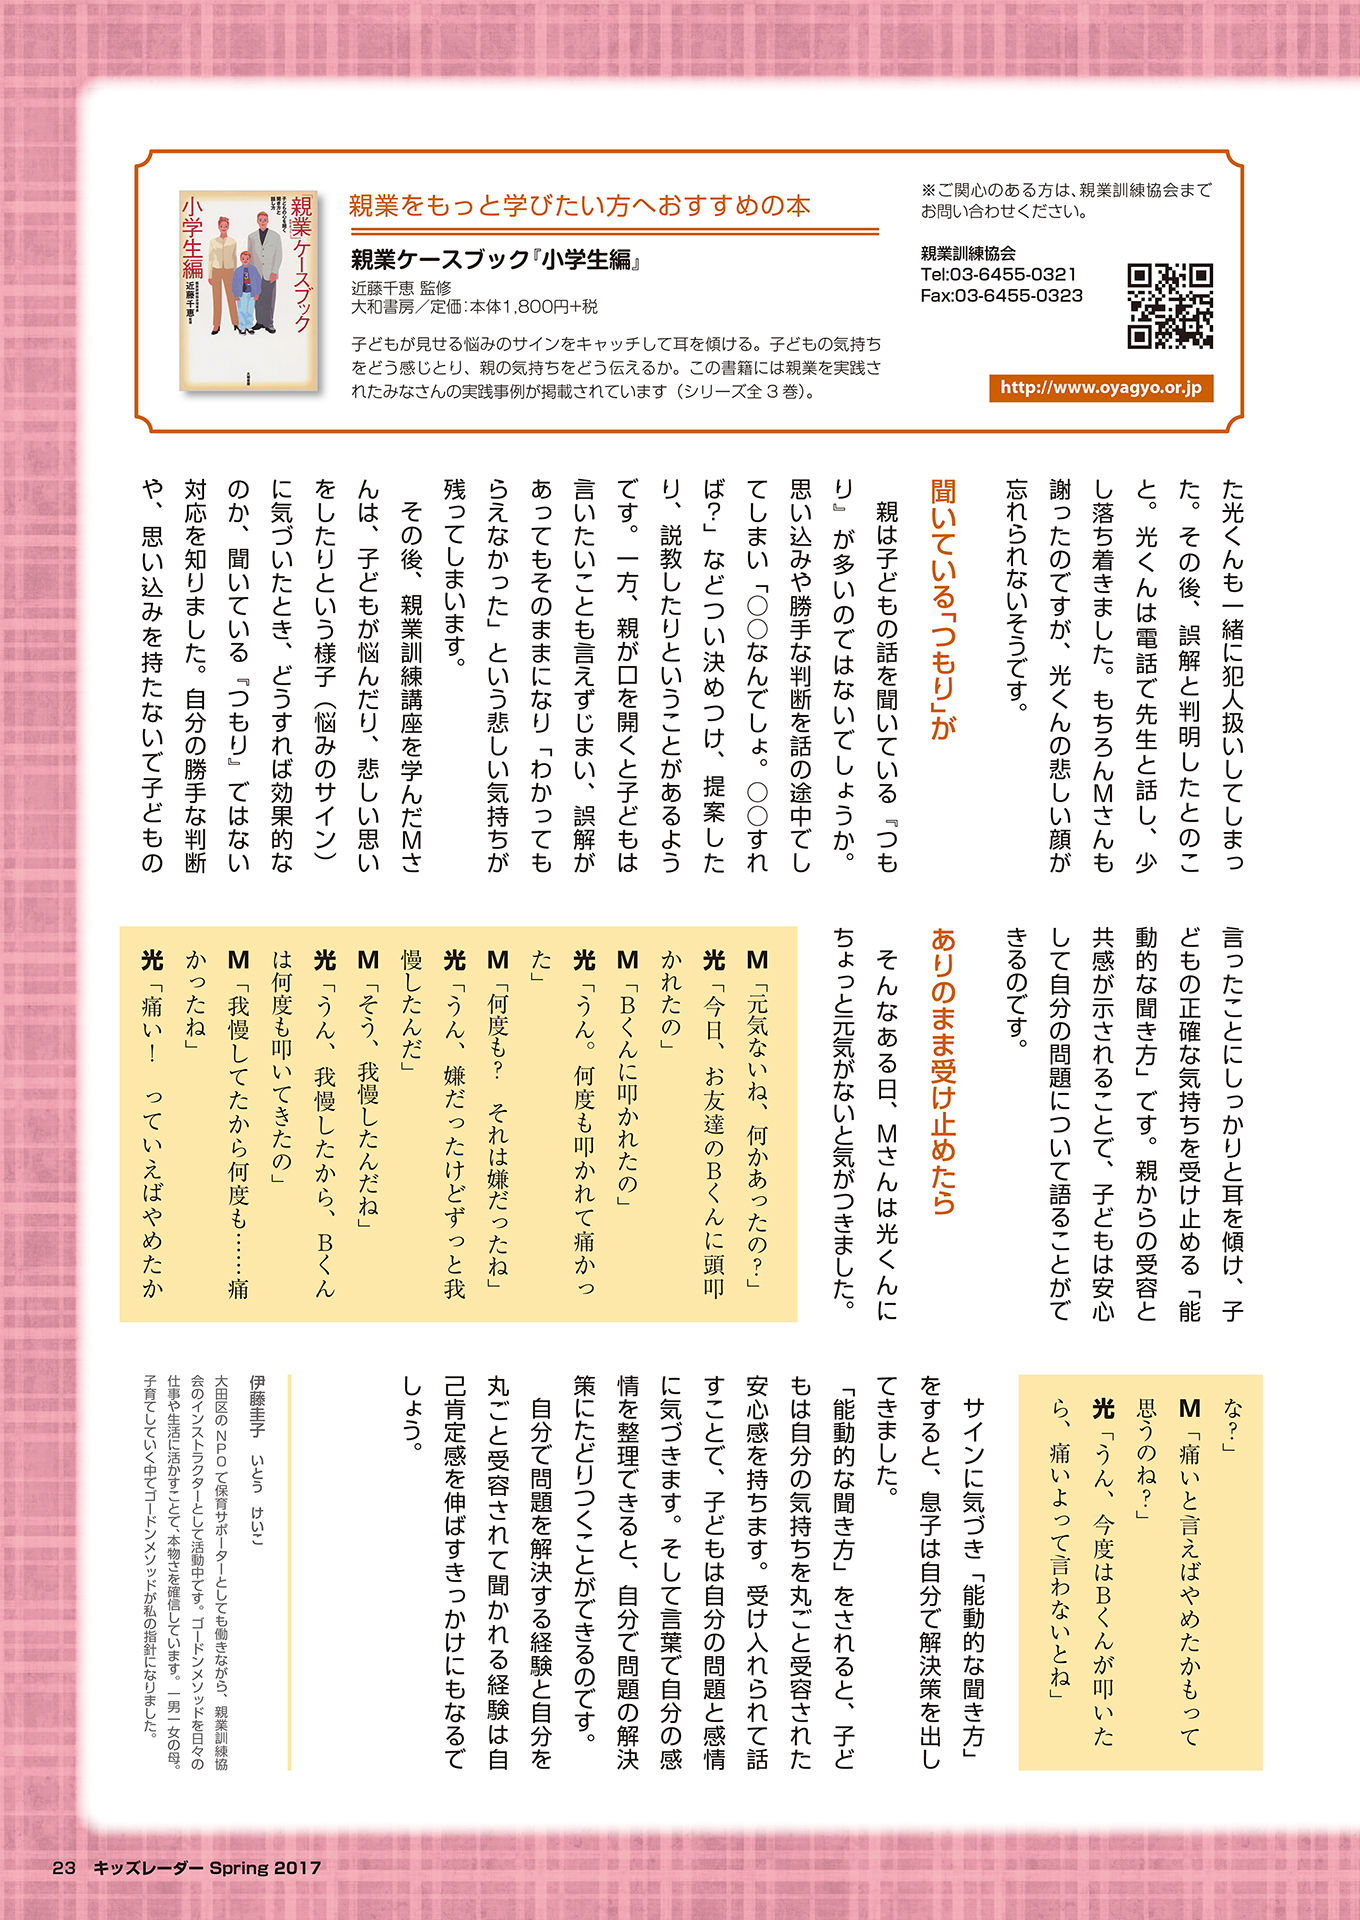 親業をもっと学びたい方へおすすめの本
親業ケースブック『小学生編』
近藤千恵 監修
大和書房／定価：本体1,800円+税
子どもが見せる悩みのサインをキャッチして耳を傾ける。子どもの気持ち
をどう感じとり、親の気持ちをどう伝えるか。この書籍には親業を実践さ
れたみなさんの実践事例が掲載されています（シリーズ全３巻）。
「親業」ケースブック
子どもの心を開く
聞き方と
話し方
小学生編
近藤千恵
※ご関心のある方は、親業訓練協会まで
お問い合わせください。
親業訓練協会
Tel:03-6455-0321
Fax:03-6455-0323
http://www.oyagyo.or.jp
た光くんも一緒に犯人扱いしてしまっ
た。その後、誤解と判明したとのこ
と。光くんは電話で先生と話し、少
し落ち着きました。もちろんＭさんも
謝ったのですが、光くんの悲しい顔が
忘れられないそうです。
聞いている「つもり」が
親は子どもの話を聞いている『つも
り』が多いのではないでしょうか。
思い込みや勝手な判断を話の途中でし
てしまい「○○なんでしょ。○○すれ
ば？」などつい決めつけ、提案した
り、説教したりということがあるよう
です。一方、親が口を開くと子どもは
言いたいことも言えずじまい、誤解が
あってもそのままになり「わかっても
らえなかった」という悲しい気持ちが
残ってしまいます。
その後、親業訓練講座を学んだＭさ
んは、子どもが悩んだり、悲しい思い
をしたりという様子（悩みのサイン）
に気づいたとき、どうすれば効果的な
のか、聞いている『つもり』ではない
対応を知りました。自分の勝手な判断
や、思い込みを持たないで子どもの
言ったことにしっかりと耳を傾け、子
どもの正確な気持ちを受け止める「能
動的な聞き方」です。親からの受容と
共感が示されることで、子どもは安心
して自分の問題について語ることがで
きるのです。
ありのまま受け止めたら
そんなある日、Ｍさんは光くんに
ちょっと元気がないと気がつきました。
Ｍ「元気ないね、何かあったの？」
光「今日、お友達のＢくんに頭叩
かれたの」
Ｍ「Ｂくんに叩かれたの」
光「うん。何度も叩かれて痛かっ
た」
Ｍ「何度も？　それは嫌だったね」
光「うん、嫌だったけどずっと我
慢したんだ」
Ｍ「そう、我慢したんだね」
光「うん、我慢したから、Ｂくん
は何度も叩いてきたの」
Ｍ「我慢してたから何度も……痛
かったね」
光「痛い！　っていえばやめたか
な？」
Ｍ「痛いと言えばやめたかもって
思うのね？」
光「うん、今度はＢくんが叩いた
ら、痛いよって言わないとね」
サインに気づき「能動的な聞き方」
をすると、息子は自分で解決策を出し
てきました。
「能動的な聞き方」をされると、子ど
もは自分の気持ちを丸ごと受容された
安心感を持ちます。受け入れられて話
すことで、子どもは自分の問題と感情
に気づきます。そして言葉で自分の感
情を整理できると、自分で問題の解決
策にたどりつくことができるのです。
自分で問題を解決する経験と自分を
丸ごと受容されて聞かれる経験は自
己肯定感を伸ばすきっかけにもなるで
しょう。
伊藤圭子　いとう　けいこ
大田区のＮＰＯで保育サポーターとしても働きながら、親業訓練協
会のインストラクターとして活動中です。ゴードンメソッドを日々の
仕事や生活に活かすことで、本物さを確信しています。一男一女の母。
子育てしていく中でゴードンメソッドが私の指針になりました。
23　キッズレーダー Spring 2017